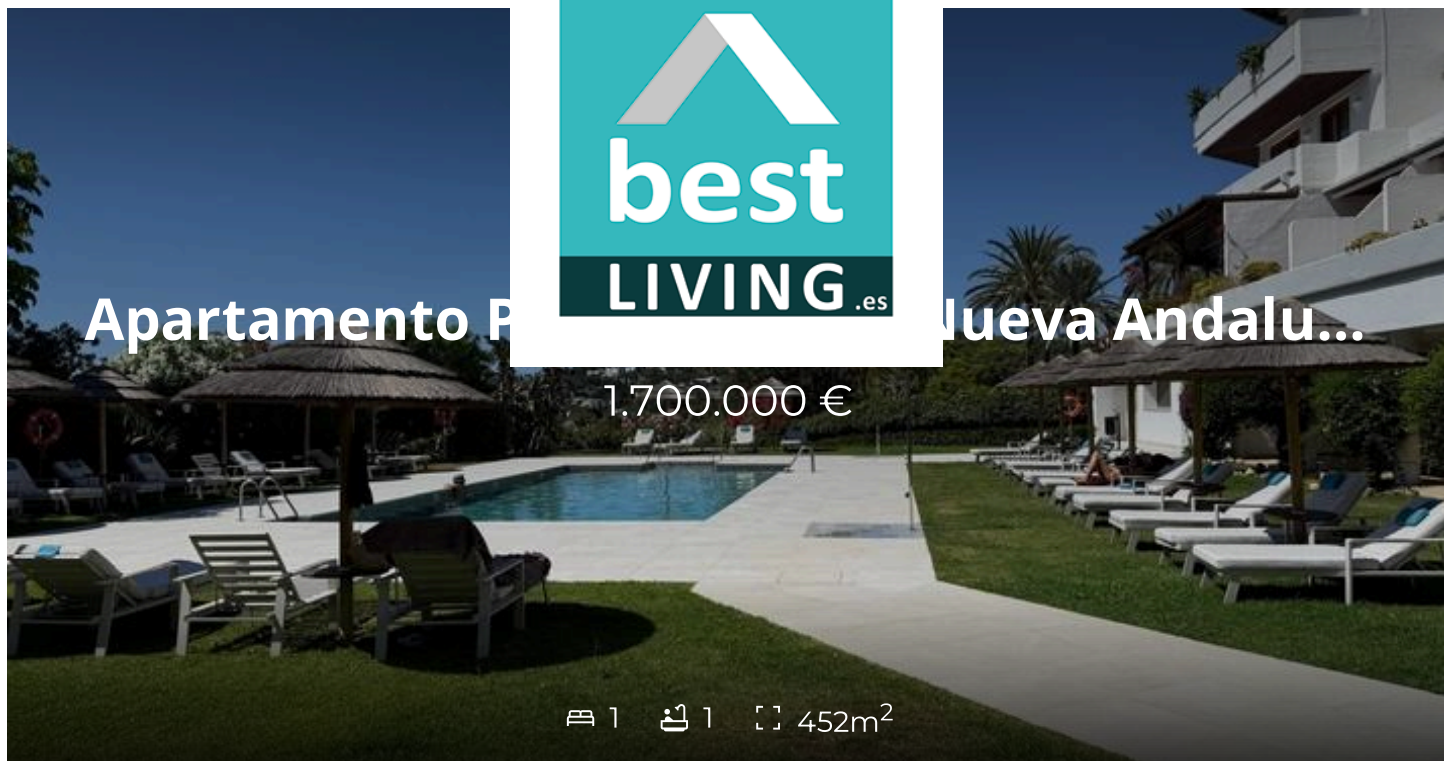 best
LIVING.es
Apartamento Nueva Andalu...
1.700.000 €
1 1 452m²